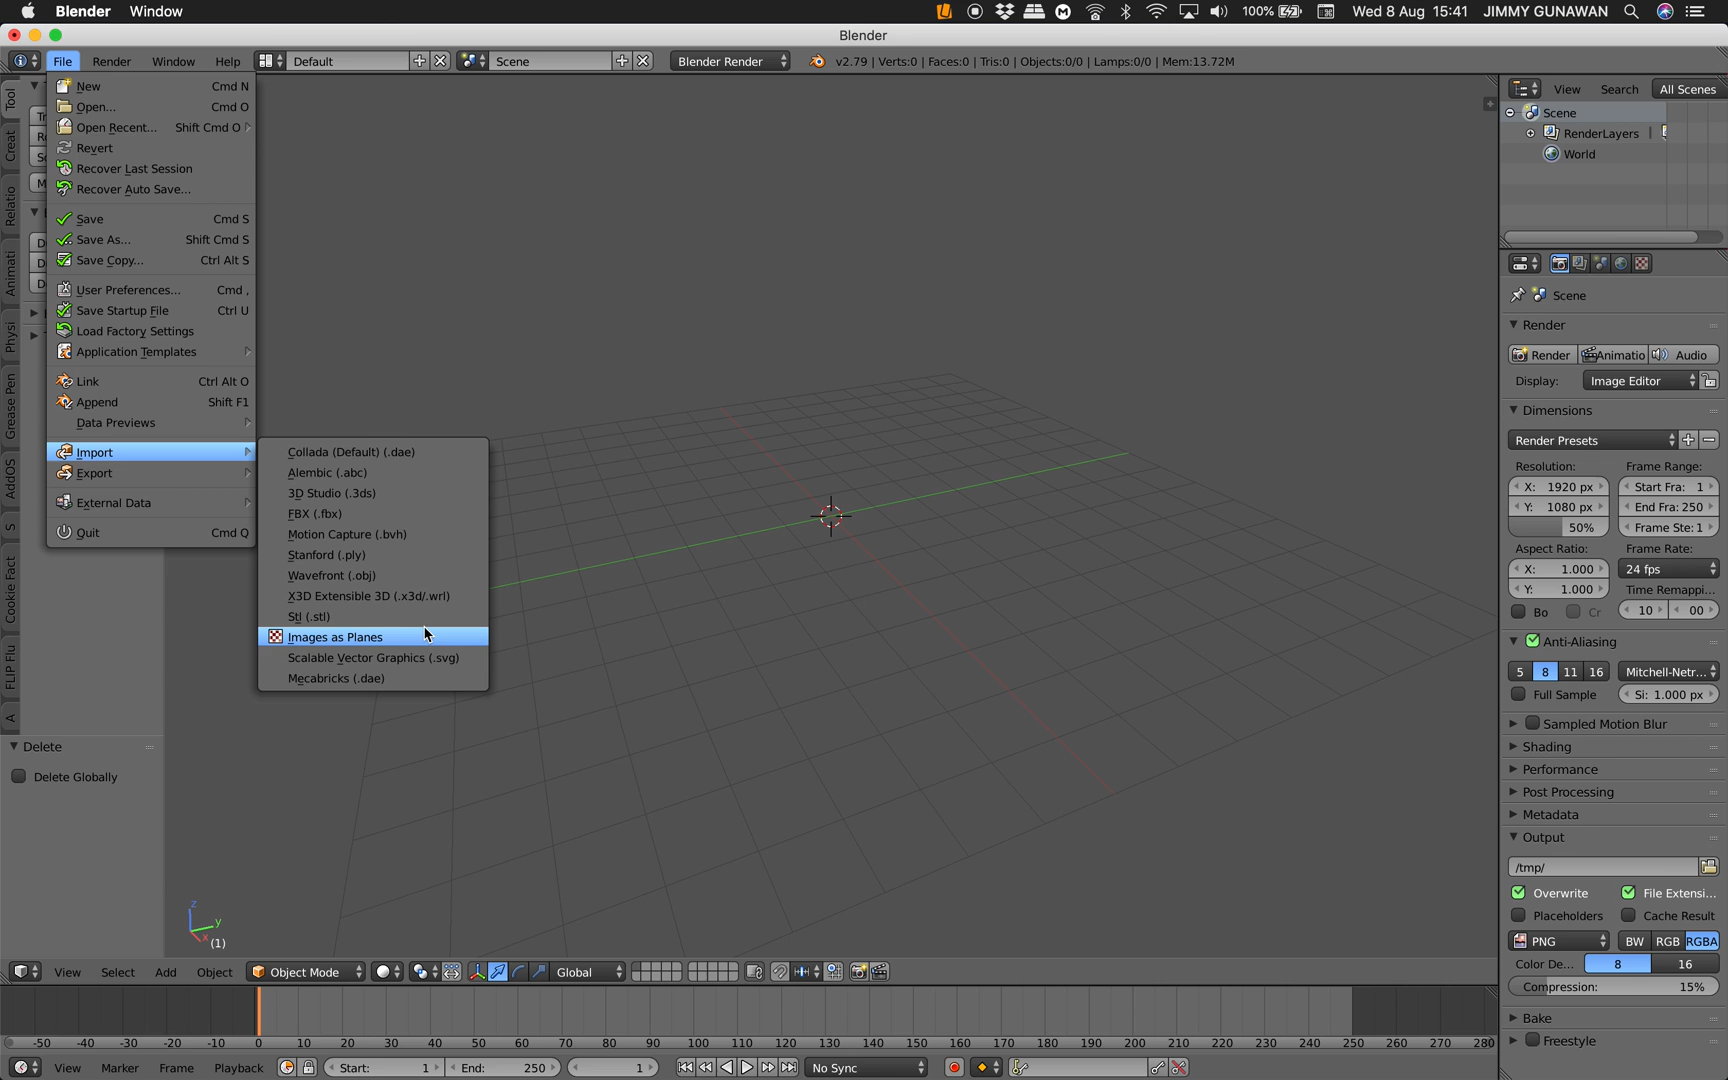 Blender Window 100% Wed 8 Aug 15:41 JIMMY GUNAWAN
Blender
File Render Window Help Default Scene Blender Render v2.79 | Verts:0 | Faces:0 | Tris:0 | Objects:0/0 | Lamps:0/0 | Mem:13.72M
New Cmd N
Open... Cmd O
Open Recent... Shift Cmd O
Revert
Recover Last Session
Recover Auto Save...
Save Cmd S
Save As... Shift Cmd S
Save Copy... Ctrl Alt S
User Preferences... Cmd ,
Save Startup File Ctrl U
Load Factory Settings
Application Templates
Link Ctrl Alt O
Append Shift F1
Data Previews
Import
Export
External Data
Quit Cmd Q
Collada (Default) (.dae)
Alembic (.abc)
3D Studio (.3ds)
FBX (.fbx)
Motion Capture (.bvh)
Stanford (.ply)
Wavefront (.obj)
X3D Extensible 3D (.x3d/.wrl)
Stl (.stl)
Images as Planes
Scalable Vector Graphics (.svg)
Mecabricks (.dae)
Tool
Creat
Relatio
Animati
Physi
Grease Pen
AddOS
S
Cookie Fact
FLIP Flu
A
Delete
Delete Globally
z
y
x
(1)
View Select Add Object Object Mode Global
-50 -40 -30 -20 -10 0 10 20 30 40 50 60 70 80 90 100 110 120 130 140 150 160 170 180 190 200 210 220 230 240 250 260 270 280
View Marker Frame Playback Start: 1 End: 250 1 No Sync
View Search All Scenes
Scene
RenderLayers |
World
Scene
Render
Render Animatio Audio
Display: Image Editor
Dimensions
Render Presets
Resolution: Frame Range:
X: 1920 px Start Fra: 1
Y: 1080 px End Fra: 250
50% Frame Ste: 1
Aspect Ratio: Frame Rate:
X: 1.000 24 fps
Y: 1.000 Time Remappi...
Bo Cr 10 00
Anti-Aliasing
5 8 11 16 Mitchell-Netr...
Full Sample Si: 1.000 px
Sampled Motion Blur
Shading
Performance
Post Processing
Metadata
Output
/tmp/
Overwrite File Extensi...
Placeholders Cache Result
PNG BW RGB RGBA
Color De... 8 16
Compression: 15%
Bake
Freestyle